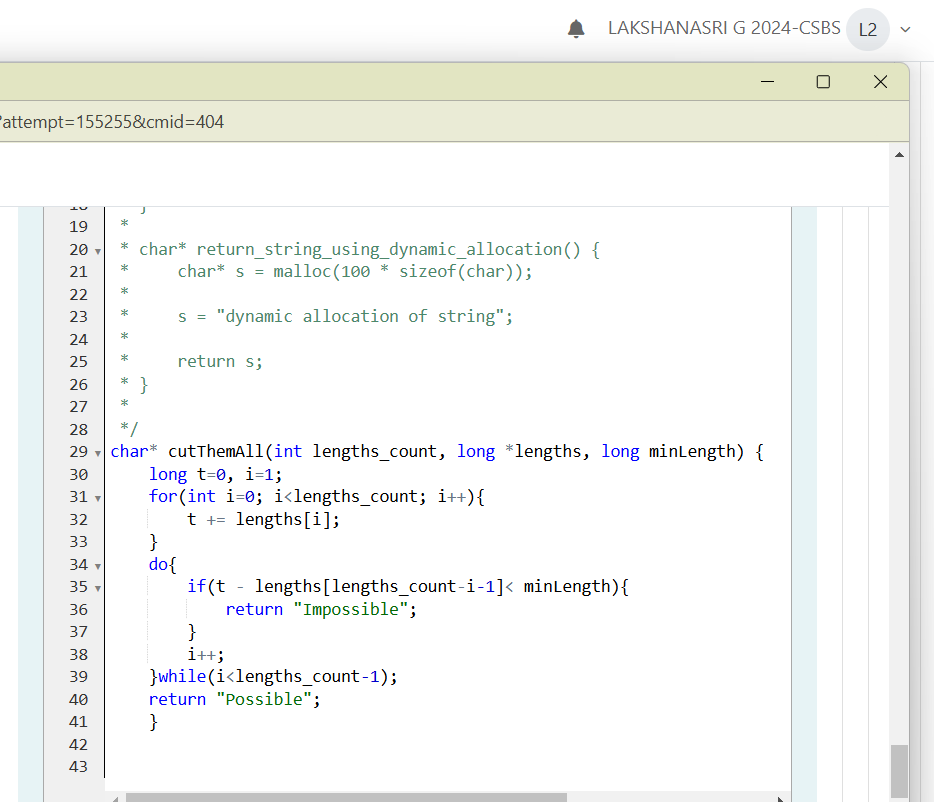 LAKSHANASRI G 2024-CSBS L2
?attempt=155255&cmid=404
18 }
19 *
20 * char* return_string_using_dynamic_allocation() {
21 *     char* s = malloc(100 * sizeof(char));
22 *
23 *     s = "dynamic allocation of string";
24 *
25 *     return s;
26 * }
27 *
28 */
29 char* cutThemAll(int lengths_count, long *lengths, long minLength) {
30     long t=0, i=1;
31     for(int i=0; i<lengths_count; i++){
32         t += lengths[i];
33     }
34     do{
35         if(t - lengths[lengths_count-i-1]< minLength){
36             return "Impossible";
37         }
38         i++;
39     }while(i<lengths_count-1);
40     return "Possible";
41     }
42
43